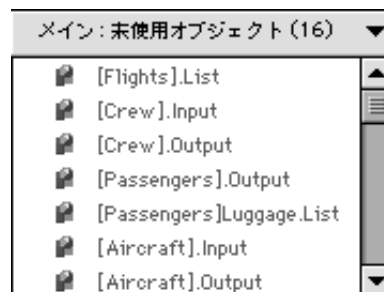 メイン：未使用オブジェクト（16）
[Flights].List
[Crew].Input
[Crew].Output
[Passengers].Output
[Passengers]Luggage.List
[Aircraft].Input
[Aircraft].Output